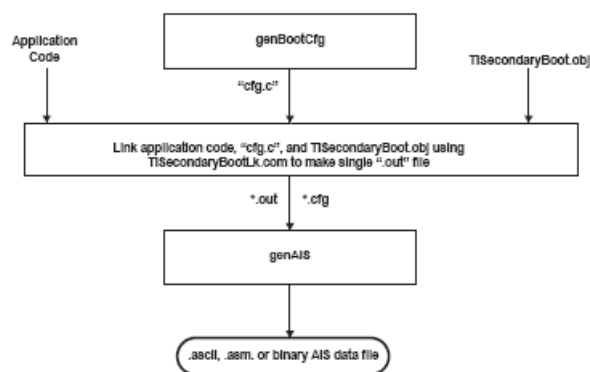 Application
Code
genBootCfg
TISecondaryBoot.obj
"cfg.c"
Link application code, "cfg.c", and TISecondaryBoot.obj using
TISecondaryBootLk.com to make single ".out" file
*.out *.cfg
genAIS
.ascii, .asm. or binary AIS data file